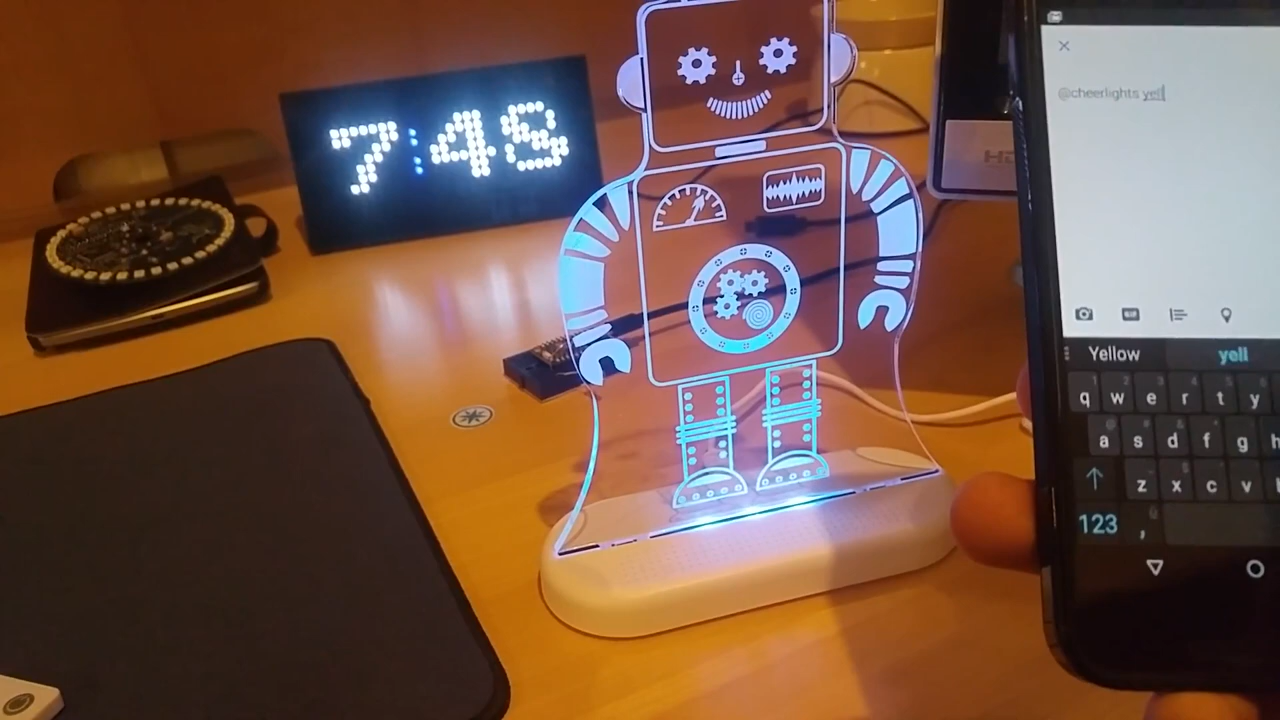 7:48
@cheerlights yell
Yellow yell
q w e r t y
a s d f g h
z x c v
123 ,